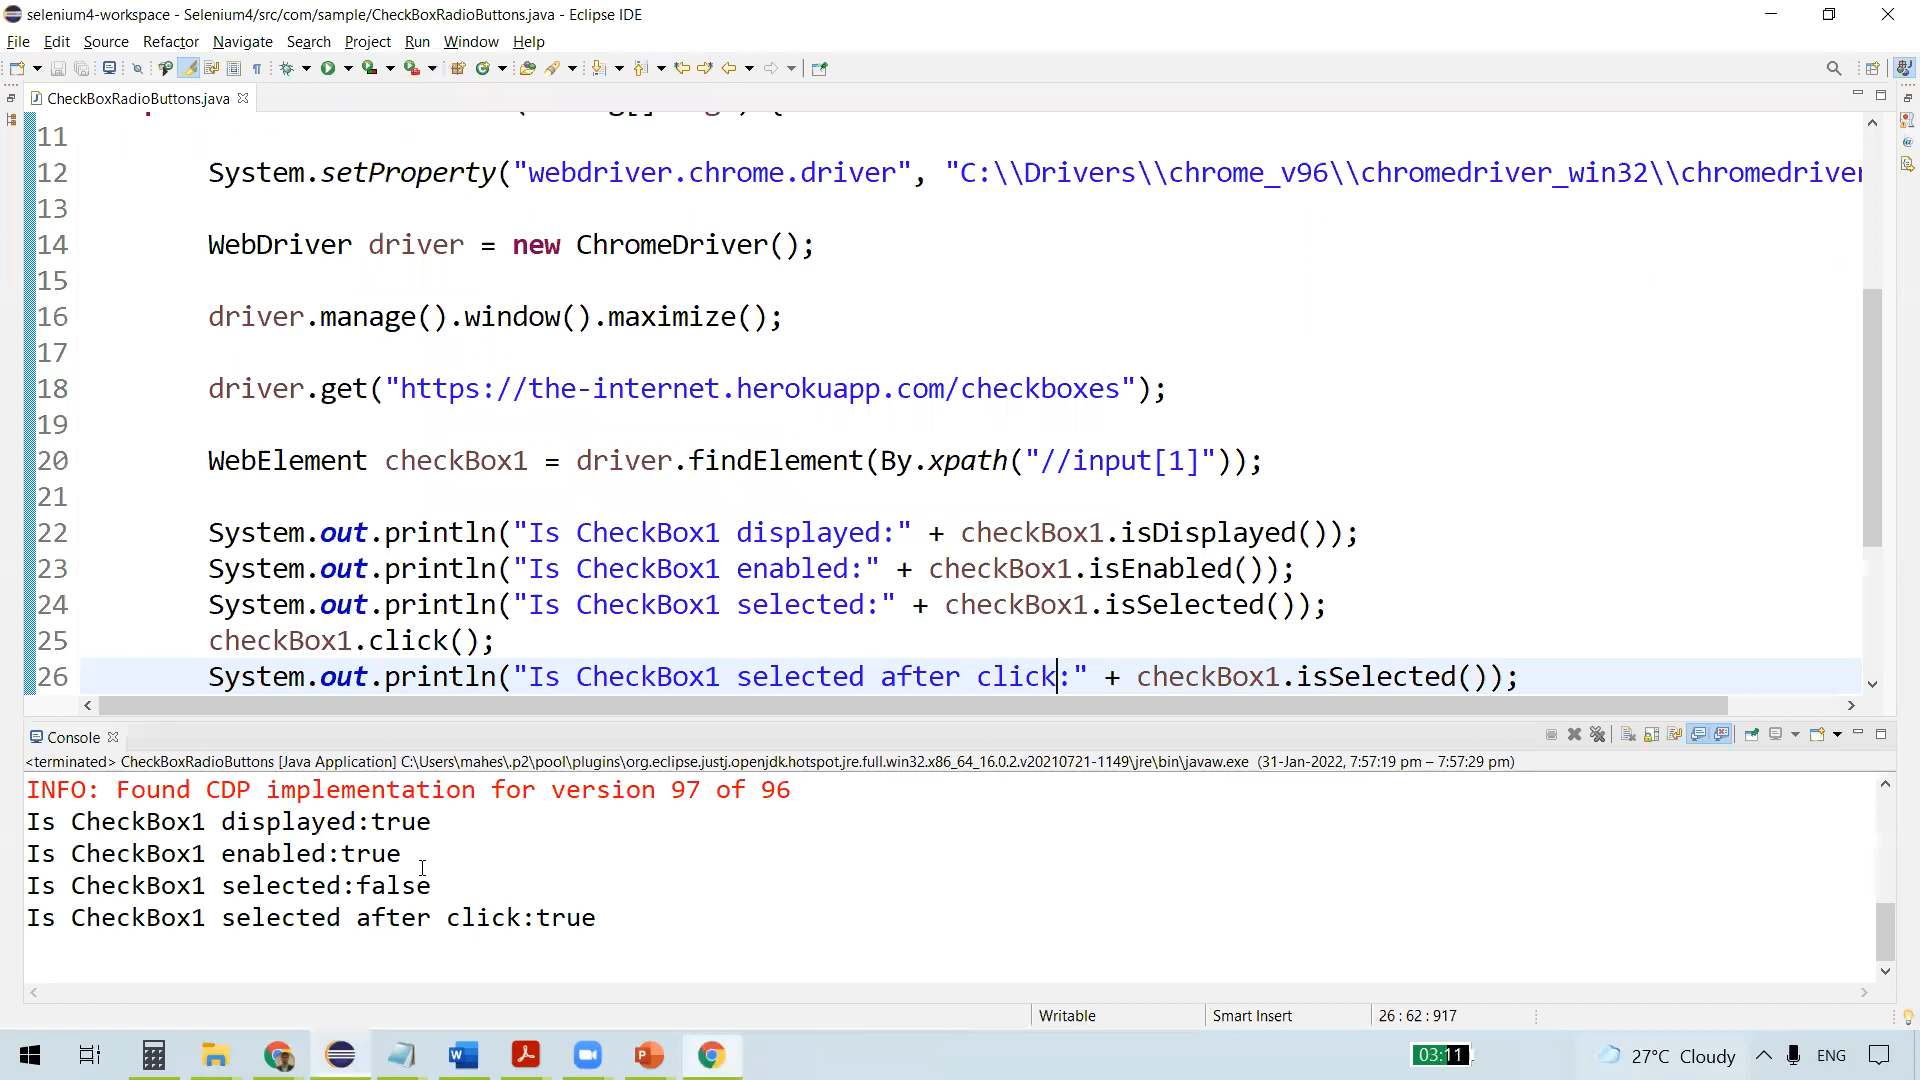 selenium4-workspace - Selenium4/src/com/sample/CheckBoxRadioButtons.java - Eclipse IDE
File Edit Source Refactor Navigate Search Project Run Window Help
CheckBoxRadioButtons.java
11
12 System.setProperty("webdriver.chrome.driver", "C:\\Drivers\\chrome_v96\\chromedriver_win32\\chromedriver
13
14 WebDriver driver = new ChromeDriver();
15
16 driver.manage().window().maximize();
17
18 driver.get("https://the-internet.herokuapp.com/checkboxes");
19
20 WebElement checkBox1 = driver.findElement(By.xpath("//input[1]"));
21
22 System.out.println("Is CheckBox1 displayed:" + checkBox1.isDisplayed());
23 System.out.println("Is CheckBox1 enabled:" + checkBox1.isEnabled());
24 System.out.println("Is CheckBox1 selected:" + checkBox1.isSelected());
25 checkBox1.click();
26 System.out.println("Is CheckBox1 selected after click:" + checkBox1.isSelected());
Console
<terminated> CheckBoxRadioButtons [Java Application] C:\Users\mahes\.p2\pool\plugins\org.eclipse.justj.openjdk.hotspot.jre.full.win32.x86_64_16.0.2.v20210721-1149\jre\bin\javaw.exe (31-Jan-2022, 7:57:19 pm – 7:57:29 pm)
INFO: Found CDP implementation for version 97 of 96
Is CheckBox1 displayed:true
Is CheckBox1 enabled:true
Is CheckBox1 selected:false
Is CheckBox1 selected after click:true
Writable Smart Insert 26 : 62 : 917
03:11 27°C Cloudy ENG